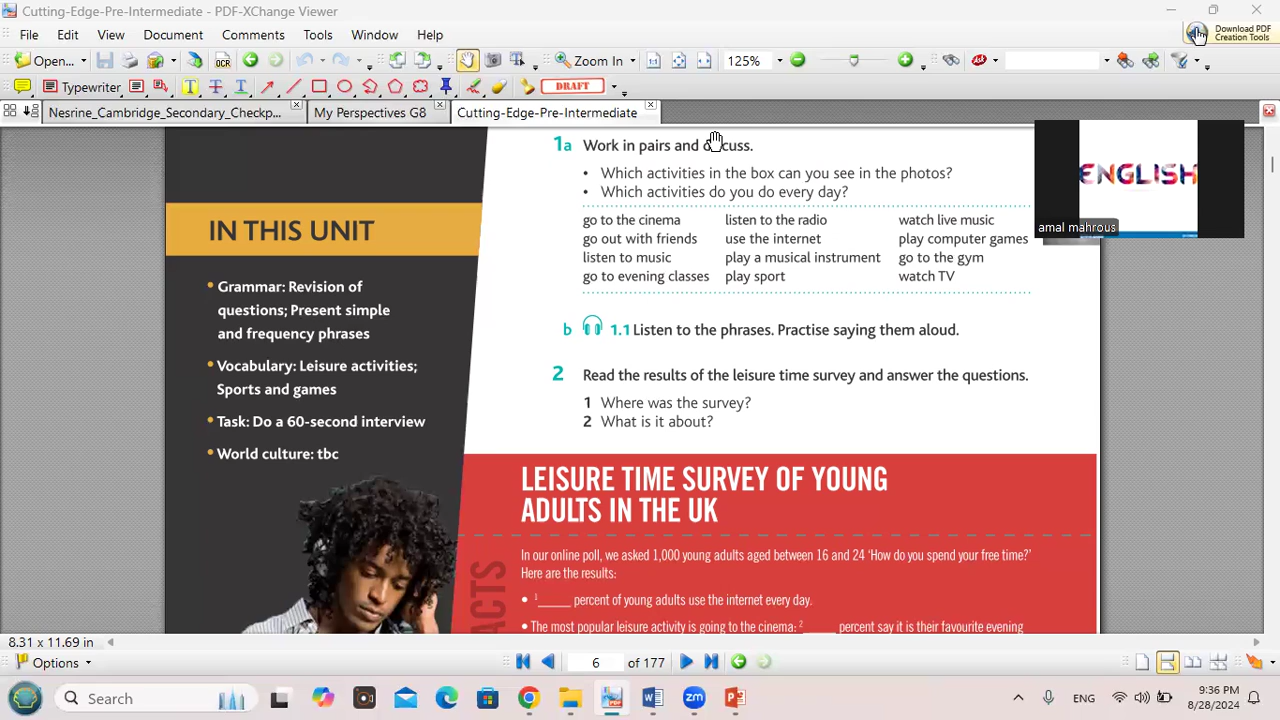 Cutting-Edge-Pre-Intermediate - PDF-XChange Viewer
File Edit View Document Comments Tools Window Help
Download PDF
Creation Tools
Open... OCR Zoom In 125%
Typewriter DRAFT
Nesrine_Cambridge_Secondary_Checkp... My Perspectives G8 Cutting-Edge-Pre-Intermediate
1a Work in pairs and discuss.
• Which activities in the box can you see in the photos?
• Which activities do you do every day?
go to the cinema listen to the radio watch live music
go out with friends use the internet play computer games
listen to music play a musical instrument go to the gym
go to evening classes play sport watch TV
b 1.1 Listen to the phrases. Practise saying them aloud.
2 Read the results of the leisure time survey and answer the questions.
1 Where was the survey?
2 What is it about?
IN THIS UNIT
• Grammar: Revision of
questions; Present simple
and frequency phrases
• Vocabulary: Leisure activities;
Sports and games
• Task: Do a 60-second interview
• World culture: tbc
LEISURE TIME SURVEY OF YOUNG
ADULTS IN THE UK
In our online poll, we asked 1,000 young adults aged between 16 and 24 ‘How do you spend your free time?’
Here are the results:
• 1_____ percent of young adults use the internet every day.
• The most popular leisure activity is going to the cinema: 2_____ percent say it is their favourite evening
ACTS
ENGLISH
amal mahrous
8.31 x 11.69 in
Options 6 of 177
Search
ENG
9:36 PM
8/28/2024